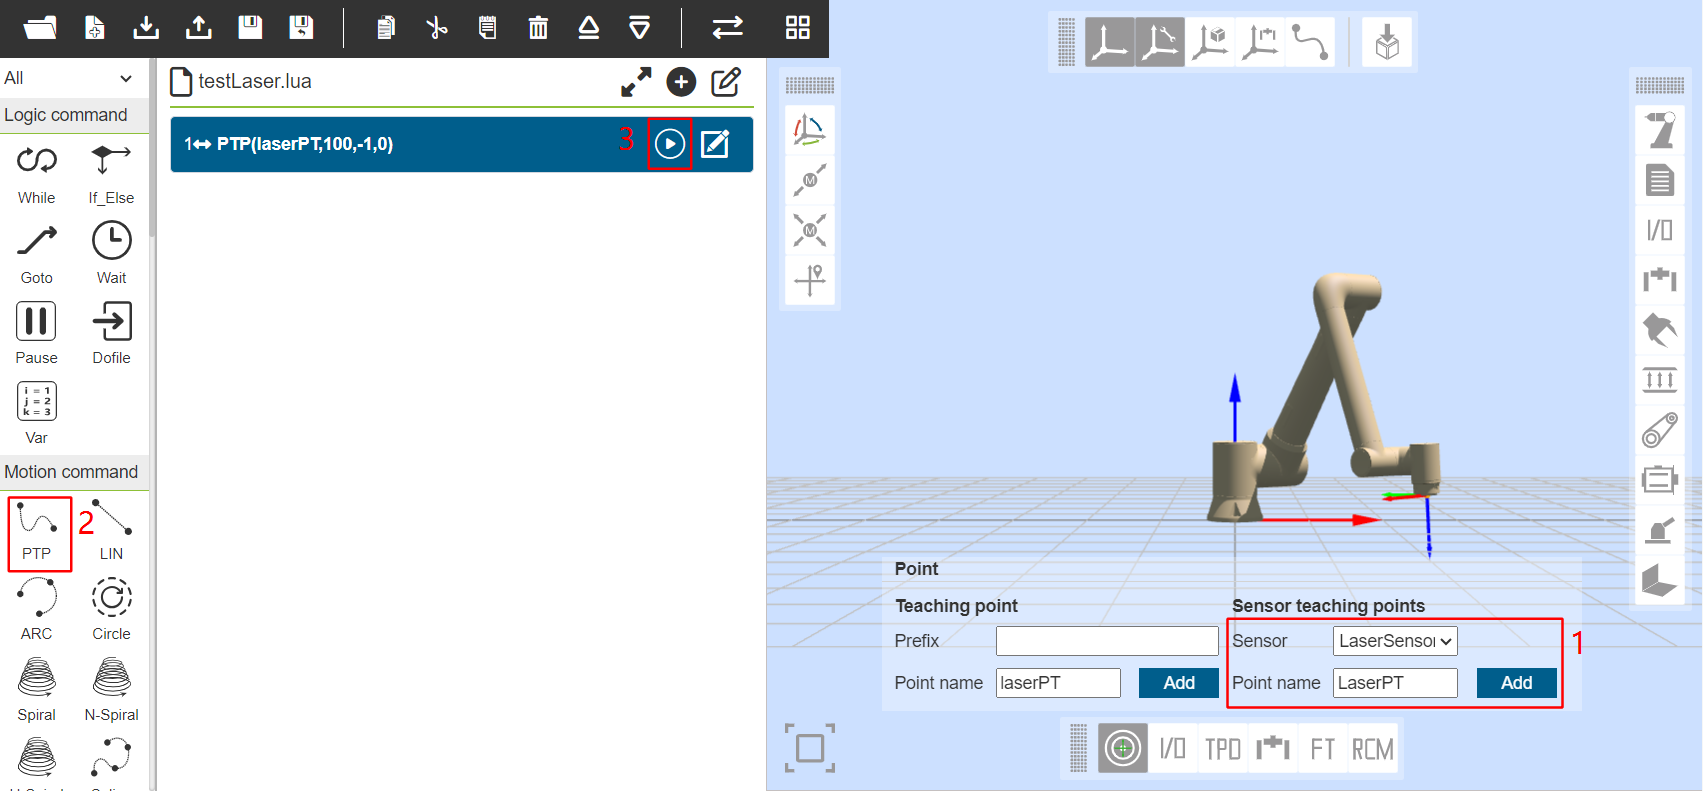 All
testLaser.lua
Logic command
1 PTP(laserPT,100,-1,0)
3
While
If_Else
Goto
Wait
Pause
Dofile
i = 1
j = 2
k = 3
Var
Motion command
PTP
2
LIN
ARC
Circle
Spiral
N-Spiral
M
M
I/O
Point
Teaching point
Sensor teaching points
Prefix
Sensor
LaserSensor
1
Point name
laserPT
Add
Point name
LaserPT
Add
I/O
TPD
FT
RCM